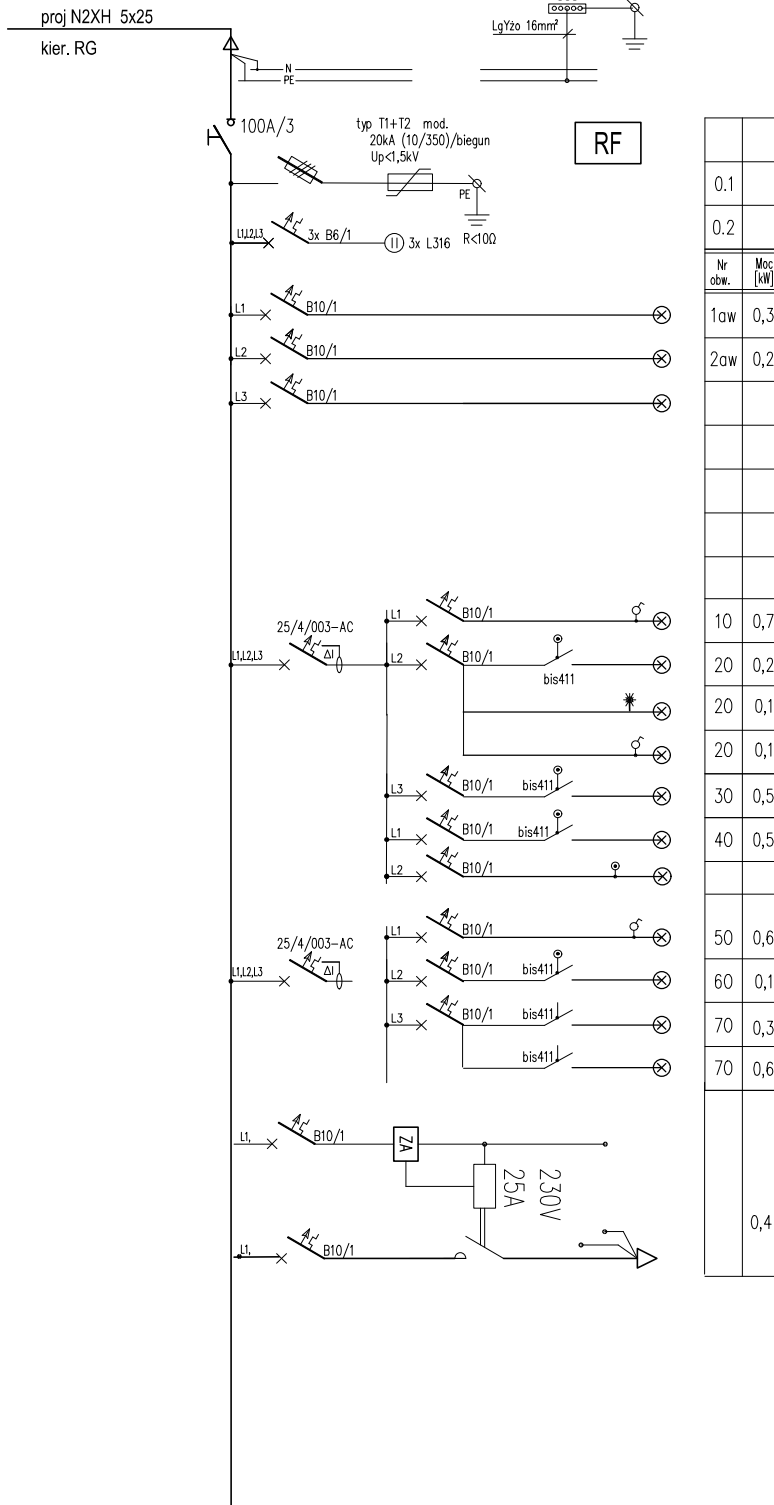 proj N2XH 5x25
kier. RG
LgYżo 16mm²
N
PE
100A/3
typ T1+T2 mod.
20kA (10/350)/biegun
Up<1,5kV
RF
PE
R<10Ω
L1,L2,L3
3x B6/1
3x L316
0.1
0.2
Nr obw.
Moc [kW]
L1
B10/1
1aw 0,3
L2
B10/1
2aw 0,2
L3
B10/1
25/4/003-AC
L1,L2,L3
ΔI
L1
B10/1
10 0,7
L2
B10/1
bis411
20 0,2
20 0,1
20 0,1
L3
B10/1
bis411
30 0,5
L1
B10/1
bis411
40 0,5
L2
B10/1
25/4/003-AC
L1,L2,L3
ΔI
L1
B10/1
50 0,6
L2
B10/1
bis411
60 0,1
L3
B10/1
bis411
70 0,3
bis411
70 0,6
L1,
B10/1
ZA
25A
230V
L1,
B10/1
0,4